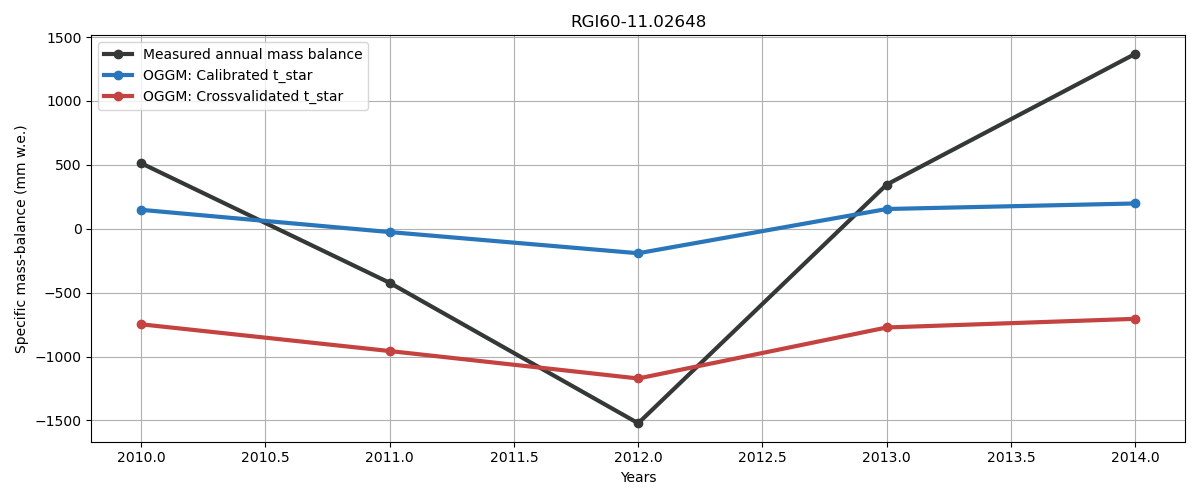 RGI60-11.02648
Measured annual mass balance
OGGM: Calibrated t_star
OGGM: Crossvalidated t_star
Specific mass-balance (mm w.e.)
1500
1000
500
0
−500
−1000
−1500
2010.0 2010.5 2011.0 2011.5 2012.0 2012.5 2013.0 2013.5 2014.0
Years